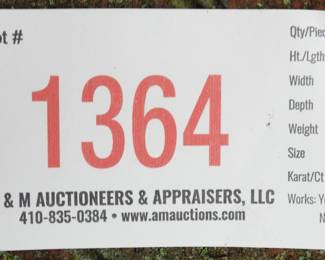 ot #
1364
& M AUCTIONEERS & APPRAISERS, LLC
410-835-0384 • www.amauctions.com
Qty/Piec
Ht./Lgth
Width
Depth
Weight
Size
Karat/Ct
Works: Y
N